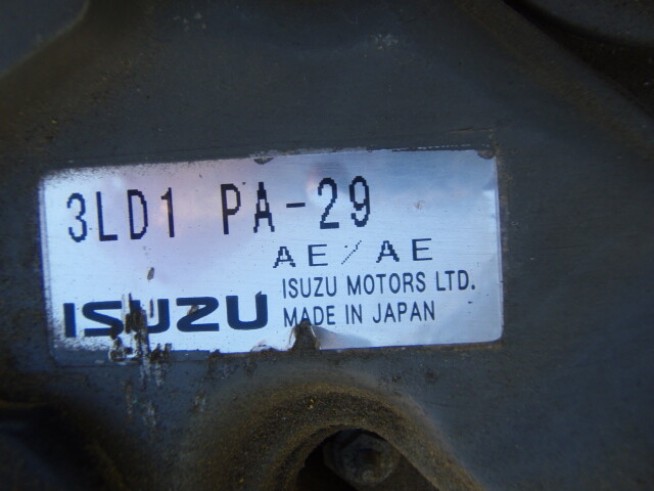 3LD1 PA-29
AE/AE
ISUZU MOTORS LTD.
ISUZU MADE IN JAPAN